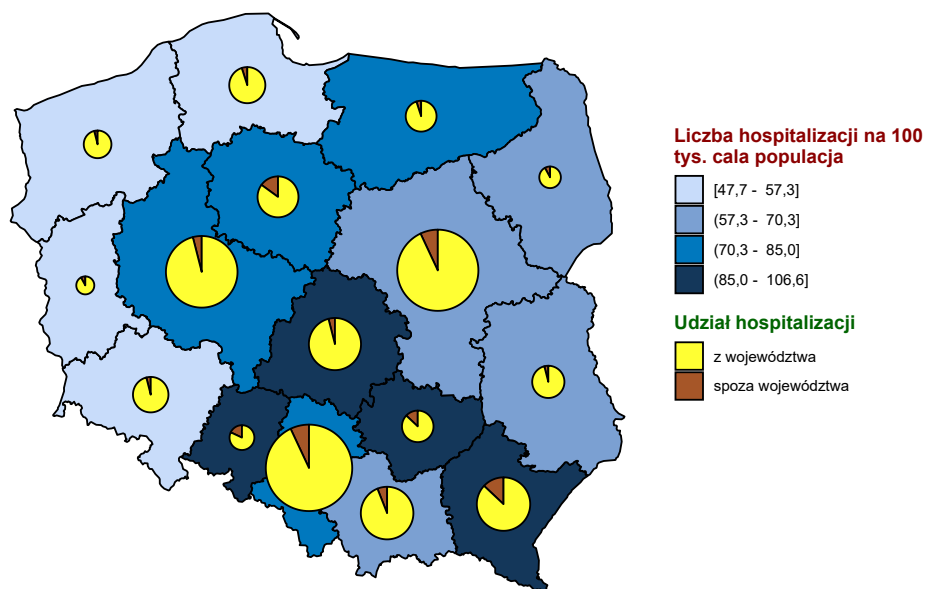 Liczba hospitalizacji na 100
tys. cala populacja
[47,7 - 57,3]
(57,3 - 70,3]
(70,3 - 85,0]
(85,0 - 106,6]
Udział hospitalizacji
z województwa
spoza województwa